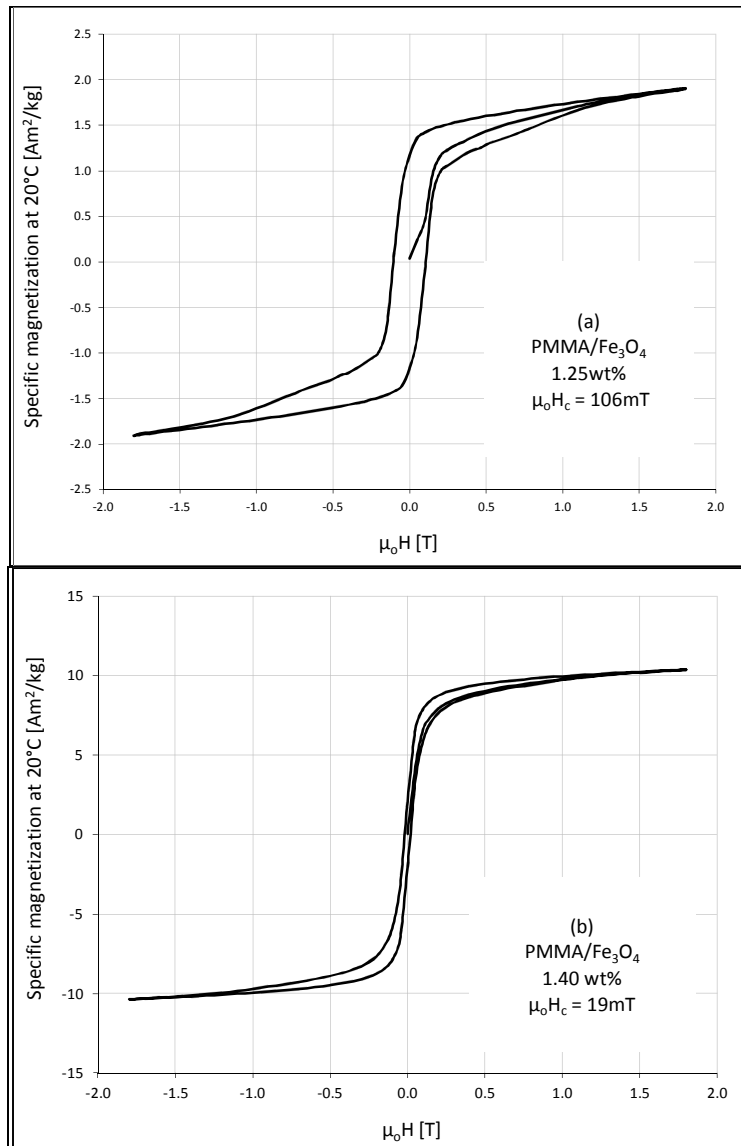 2.5
2.0
1.5
1.0
0.5
0.0
-0.5
-1.0
-1.5
-2.0
-2.5
Specific magnetization at 20°C [Am²/kg]
(a)
PMMA/Fe₃O₄
1.25wt%
μₒH꜀ = 106mT
-2.0 -1.5 -1.0 -0.5 0.0 0.5 1.0 1.5 2.0
μₒH [T]
15
10
5
0
-5
-10
-15
Specific magnetization at 20°C [Am²/kg]
(b)
PMMA/Fe₃O₄
1.40 wt%
μₒH꜀ = 19mT
-2.0 -1.5 -1.0 -0.5 0.0 0.5 1.0 1.5 2.0
μₒH [T]